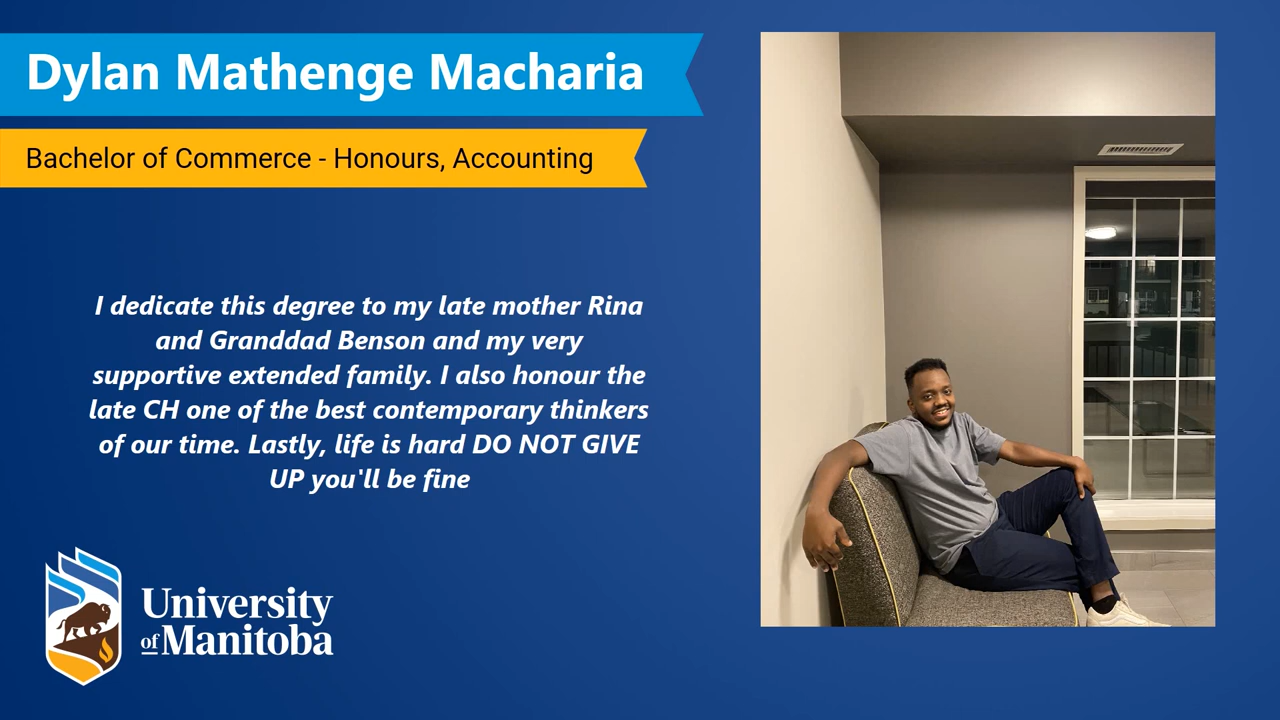 Dylan Mathenge Macharia
Bachelor of Commerce - Honours, Accounting
I dedicate this degree to my late mother Rina
and Granddad Benson and my very
supportive extended family. I also honour the
late CH one of the best contemporary thinkers
of our time. Lastly, life is hard DO NOT GIVE
UP you'll be fine
University
of Manitoba